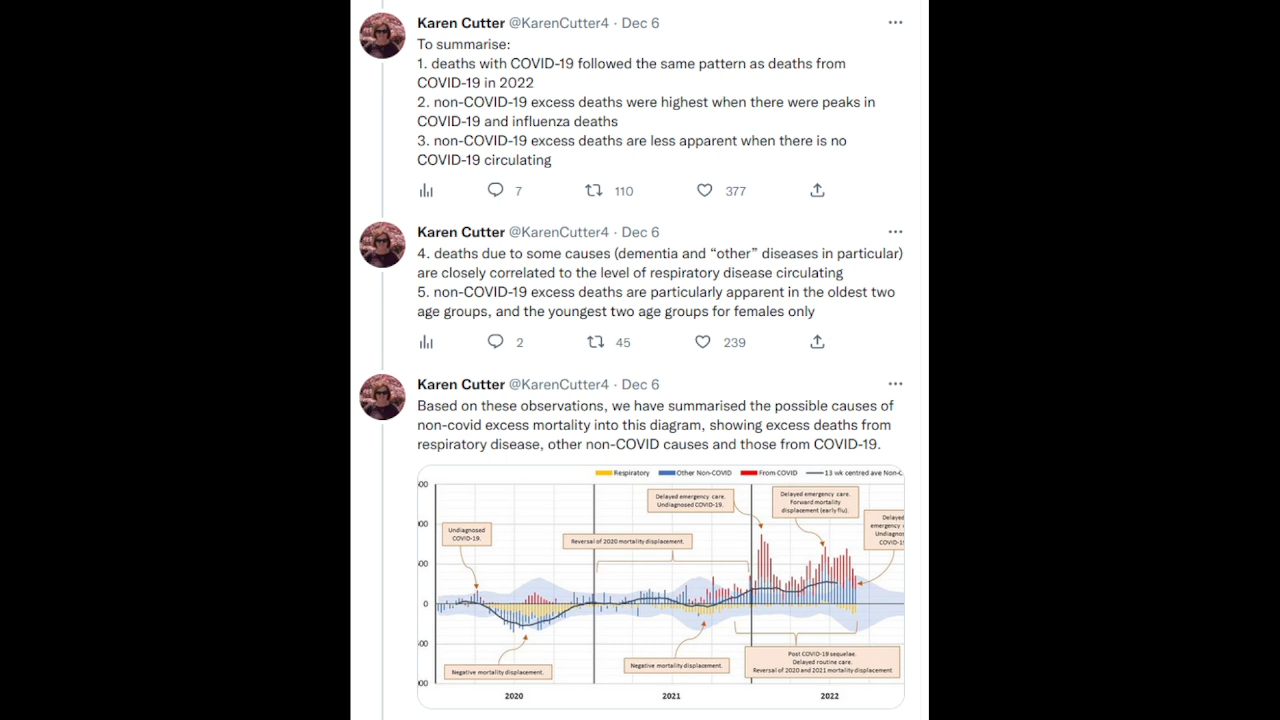 Karen Cutter @KarenCutter4 · Dec 6
To summarise:
1. deaths with COVID-19 followed the same pattern as deaths from
COVID-19 in 2022
2. non-COVID-19 excess deaths were highest when there were peaks in
COVID-19 and influenza deaths
3. non-COVID-19 excess deaths are less apparent when there is no
COVID-19 circulating
7 110 377
Karen Cutter @KarenCutter4 · Dec 6
4. deaths due to some causes (dementia and “other” diseases in particular)
are closely correlated to the level of respiratory disease circulating
5. non-COVID-19 excess deaths are particularly apparent in the oldest two
age groups, and the youngest two age groups for females only
2 45 239
Karen Cutter @KarenCutter4 · Dec 6
Based on these observations, we have summarised the possible causes of
non-covid excess mortality into this diagram, showing excess deaths from
respiratory disease, other non-COVID causes and those from COVID-19.
Respiratory Other Non-COVID From COVID 13 wk centred ave Non-C
Delayed emergency care.
Undiagnosed COVID-19.
Delayed emergency care.
Forward mortality
displacement (early flu).
Delayed
emergency
Undiagnos
COVID-19
Undiagnosed
COVID-19.
Reversal of 2020 mortality displacement.
00
00
00
0
00
00
Negative mortality displacement.
Negative mortality displacement.
Post COVID-19 sequelae.
Delayed routine care.
Reversal of 2020 and 2021 mortality displacement
2020 2021 2022